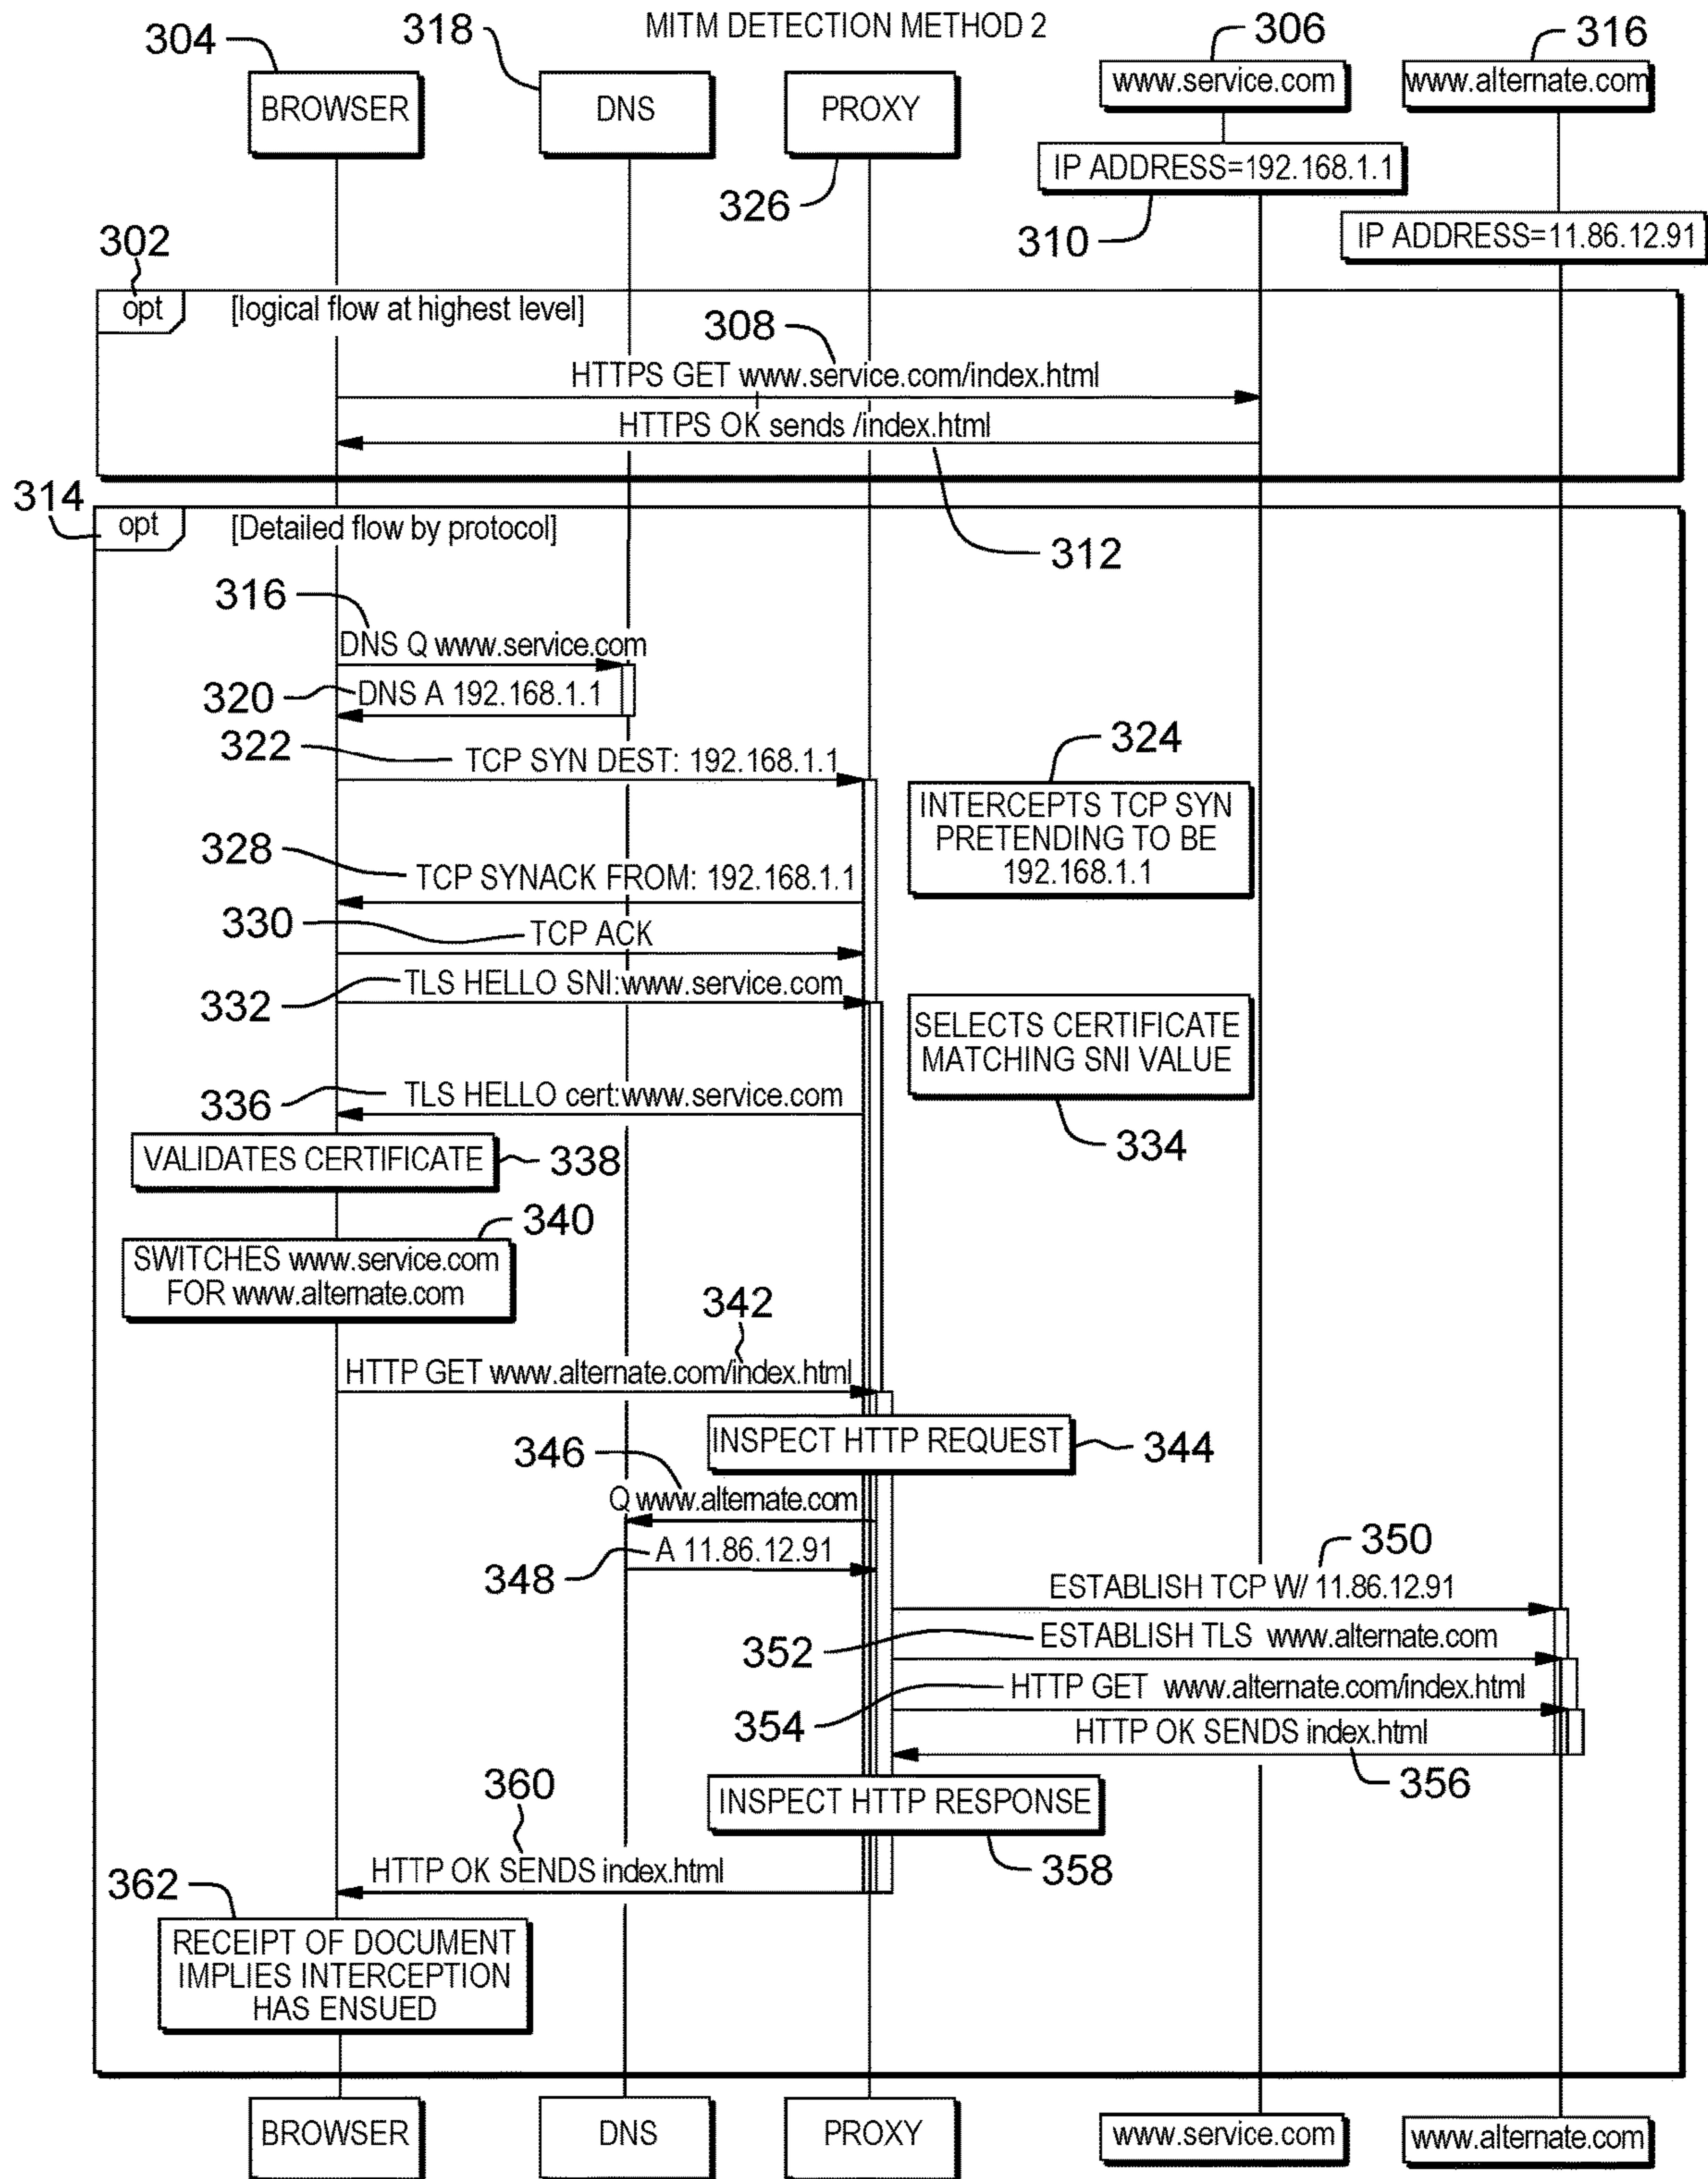 MITM DETECTION METHOD 2
304
318
306
316
BROWSER
DNS
PROXY
www.service.com
www.alternate.com
326
IP ADDRESS=192.168.1.1
310
IP ADDRESS=11.86.12.91
302
opt
[logical flow at highest level]
308
HTTPS GET www.service.com/index.html
HTTPS OK sends /index.html
312
314
opt
[Detailed flow by protocol]
316
DNS Q www.service.com
320
DNS A 192.168.1.1
322
TCP SYN DEST: 192.168.1.1
324
INTERCEPTS TCP SYN
PRETENDING TO BE
192.168.1.1
328
TCP SYNACK FROM: 192.168.1.1
330
TCP ACK
332
TLS HELLO SNI:www.service.com
SELECTS CERTIFICATE
MATCHING SNI VALUE
334
336
TLS HELLO cert:www.service.com
VALIDATES CERTIFICATE
338
340
SWITCHES www.service.com
FOR www.alternate.com
342
HTTP GET www.alternate.com/index.html
INSPECT HTTP REQUEST
344
346
Q www.alternate.com
348
A 11.86.12.91
350
ESTABLISH TCP W/ 11.86.12.91
352
ESTABLISH TLS www.alternate.com
354
HTTP GET www.alternate.com/index.html
HTTP OK SENDS index.html
356
INSPECT HTTP RESPONSE
358
360
HTTP OK SENDS index.html
362
RECEIPT OF DOCUMENT
IMPLIES INTERCEPTION
HAS ENSUED
BROWSER
DNS
PROXY
www.service.com
www.alternate.com